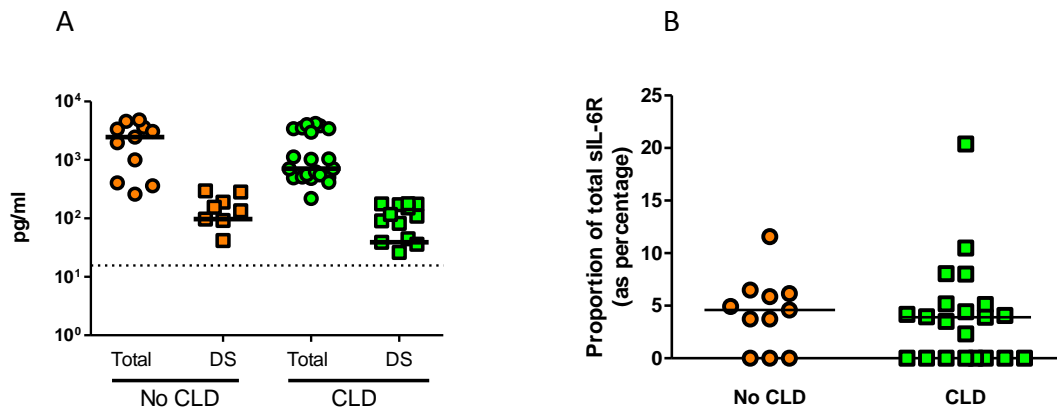 A
10⁴
10³
10²
10¹
10⁰
pg/ml
Total DS Total DS
No CLD CLD
B
25
20
15
10
5
0
Proportion of total sIL-6R
(as percentage)
No CLD CLD